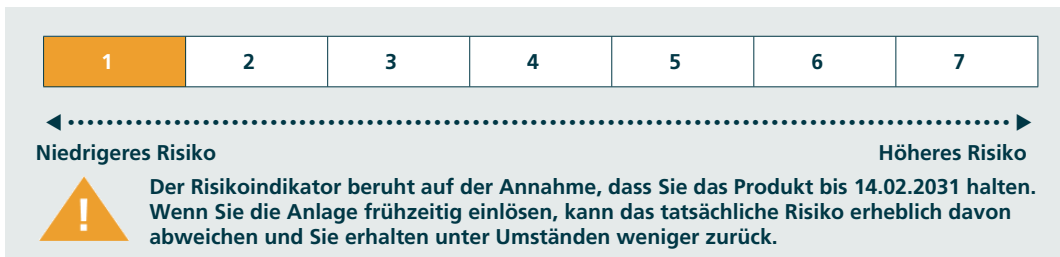 1 2 3 4 5 6 7
Niedrigeres Risiko Höheres Risiko
Der Risikoindikator beruht auf der Annahme, dass Sie das Produkt bis 14.02.2031 halten.
Wenn Sie die Anlage frühzeitig einlösen, kann das tatsächliche Risiko erheblich davon
abweichen und Sie erhalten unter Umständen weniger zurück.